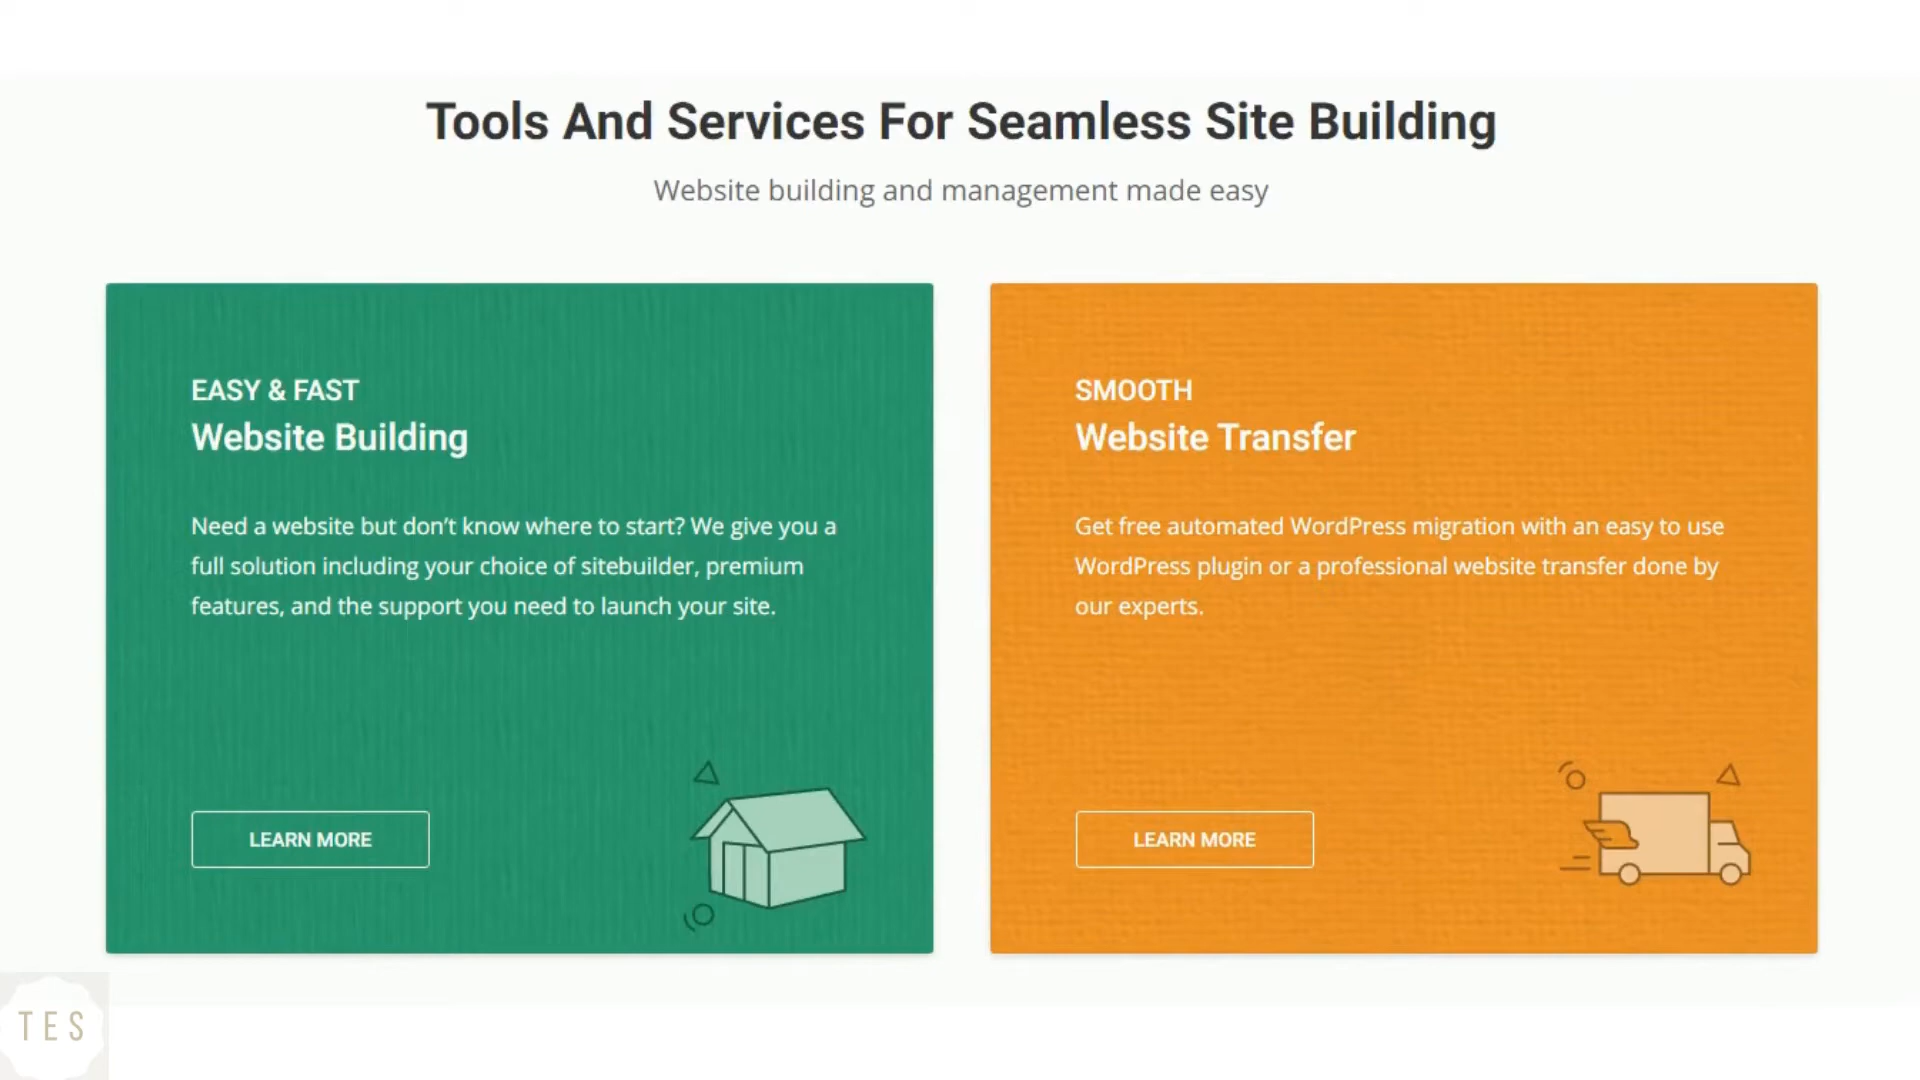 Tools And Services For Seamless Site Building
Website building and management made easy
EASY & FAST
Website Building
Need a website but don’t know where to start? We give you a
full solution including your choice of sitebuilder, premium
features, and the support you need to launch your site.
LEARN MORE
SMOOTH
Website Transfer
Get free automated WordPress migration with an easy to use
WordPress plugin or a professional website transfer done by
our experts.
LEARN MORE
TES